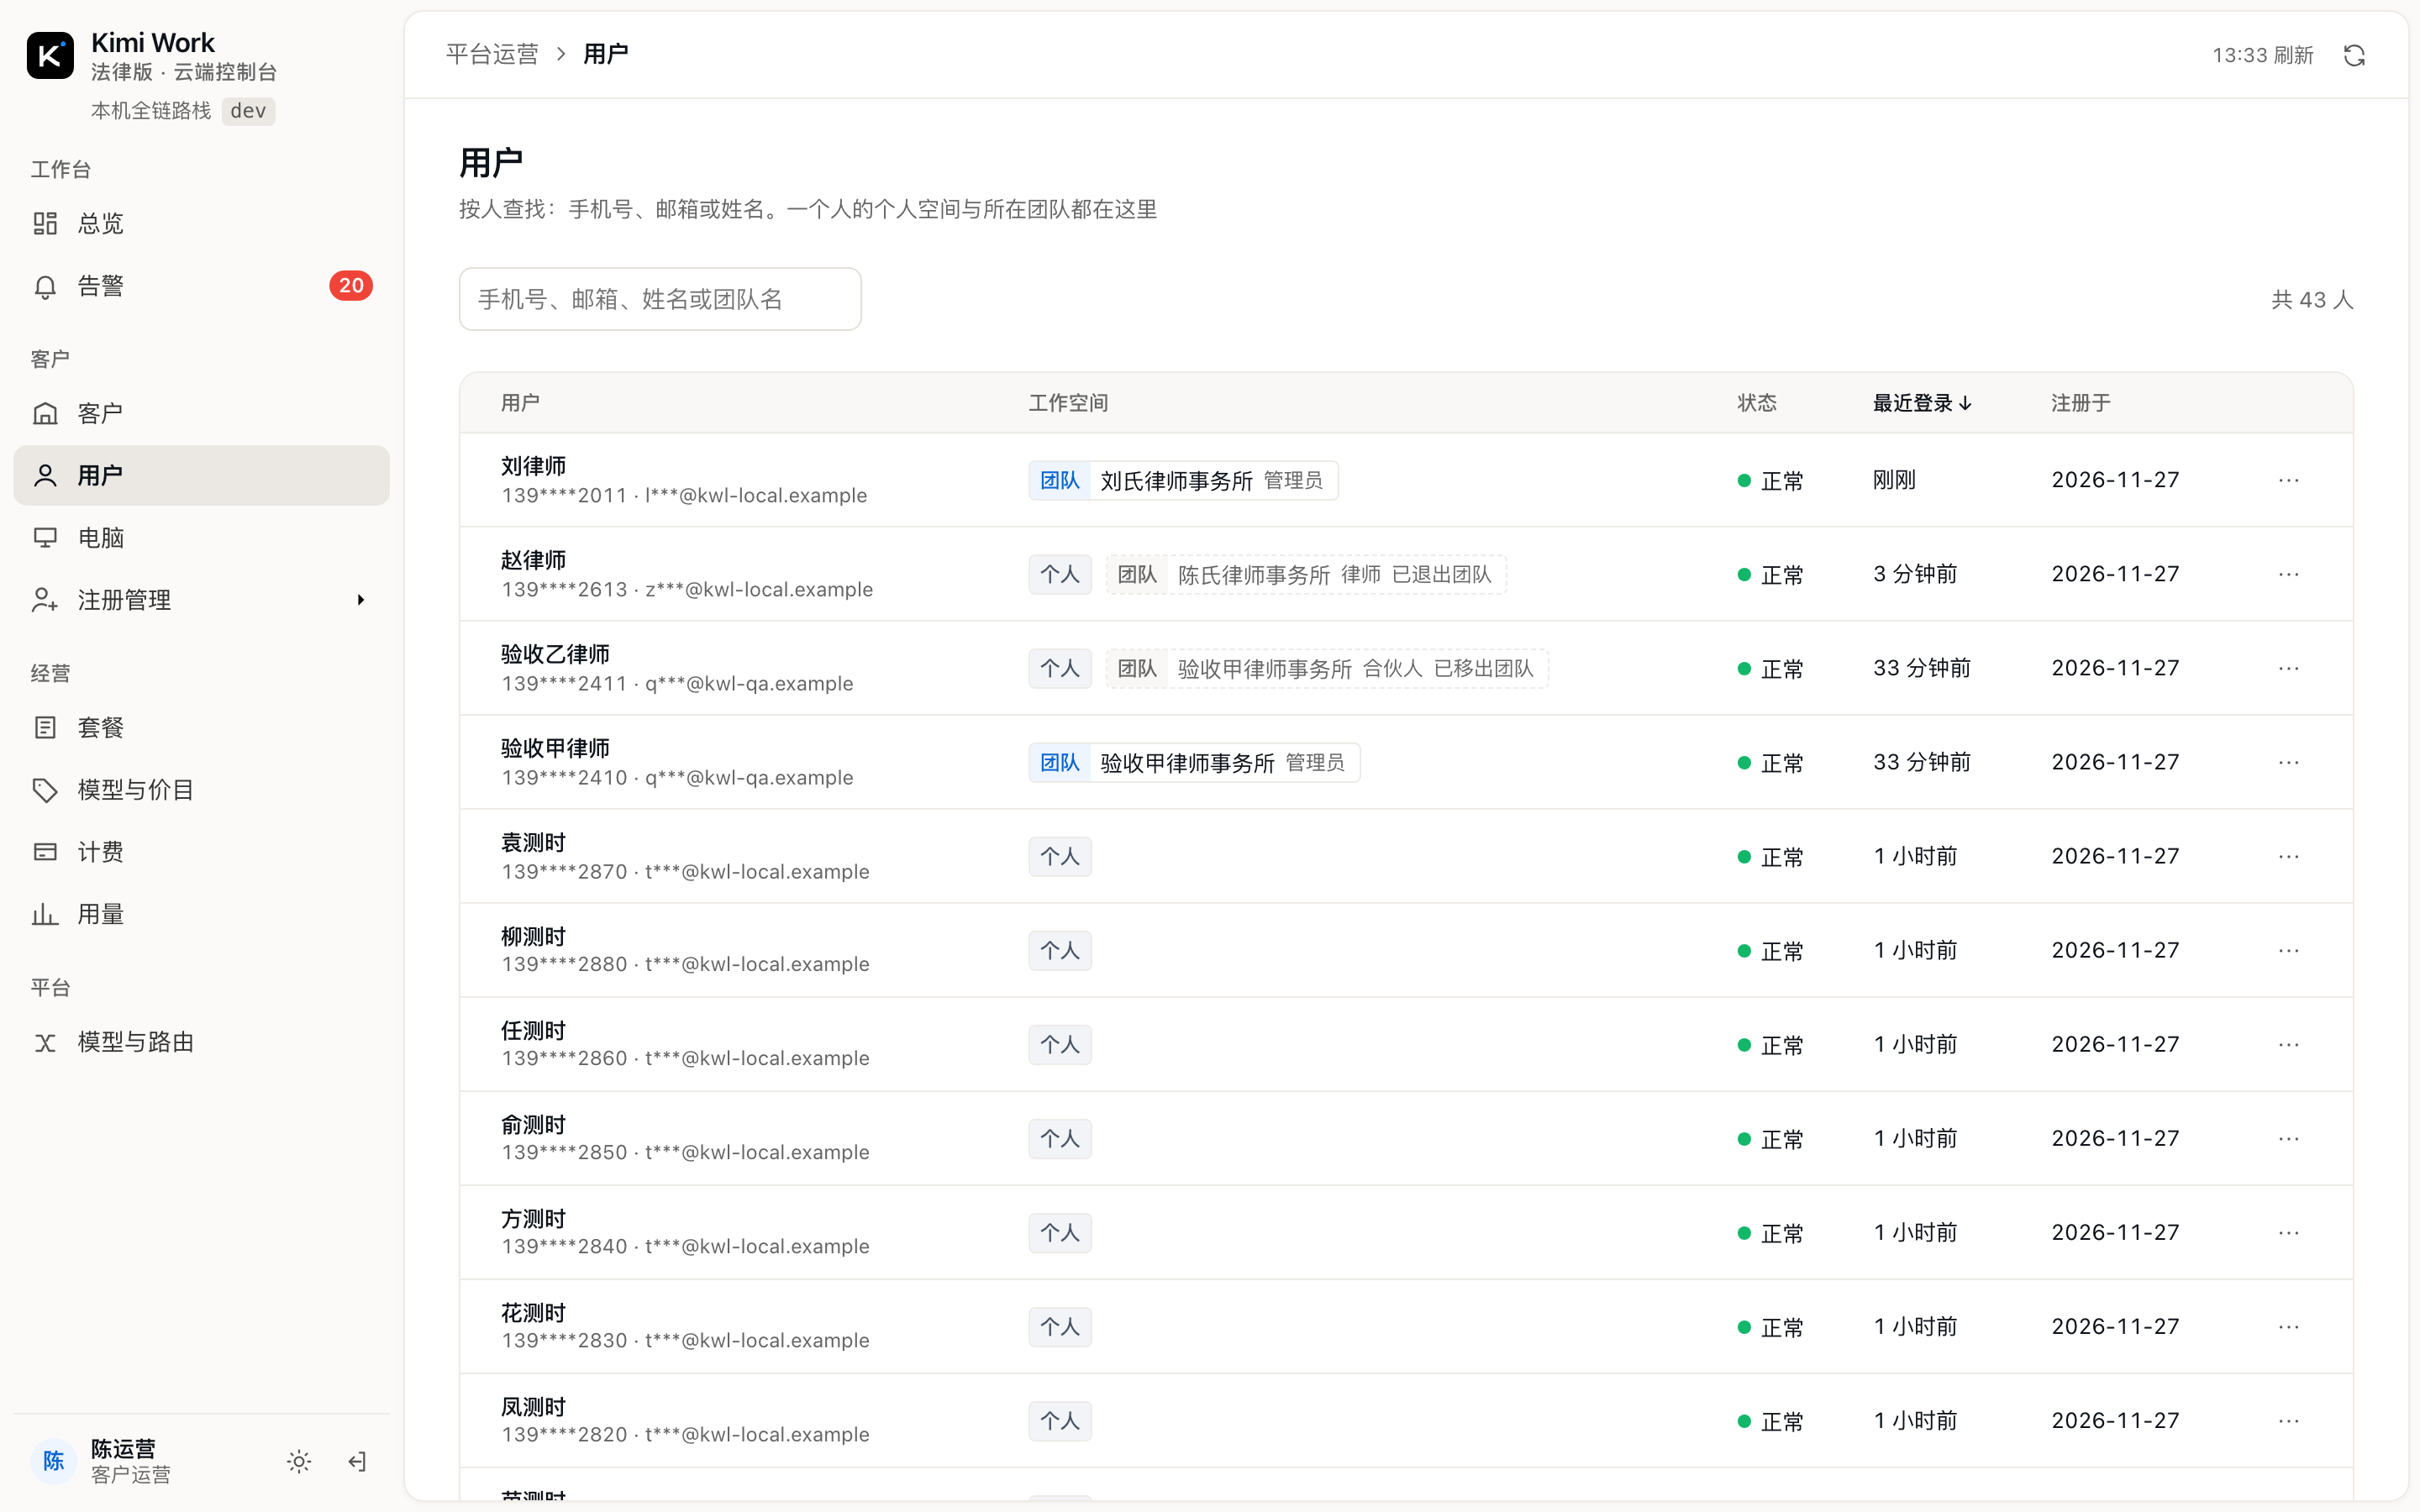 Kimi Work
法律版 · 云端控制台
本机全链路栈 dev
工作台
总览
告警 20
客户
客户
用户
电脑
注册管理
经营
套餐
模型与价目
计费
用量
平台
模型与路由
陈 陈运营
客户运营
平台运营 > 用户
13:33 刷新
用户
按人查找：手机号、邮箱或姓名。一个人的个人空间与所在团队都在这里
手机号、邮箱、姓名或团队名
共 43 人
用户 工作空间 状态 最近登录↓ 注册于
刘律师
139****2011 · l***@kwl-local.example
团队 刘氏律师事务所 管理员 正常 刚刚 2026-11-27 ···
赵律师
139****2613 · z***@kwl-local.example
个人 团队 陈氏律师事务所 律师 已退出团队 正常 3 分钟前 2026-11-27 ···
验收乙律师
139****2411 · q***@kwl-qa.example
个人 团队 验收甲律师事务所 合伙人 已移出团队 正常 33 分钟前 2026-11-27 ···
验收甲律师
139****2410 · q***@kwl-qa.example
团队 验收甲律师事务所 管理员 正常 33 分钟前 2026-11-27 ···
袁测时
139****2870 · t***@kwl-local.example
个人 正常 1 小时前 2026-11-27 ···
柳测时
139****2880 · t***@kwl-local.example
个人 正常 1 小时前 2026-11-27 ···
任测时
139****2860 · t***@kwl-local.example
个人 正常 1 小时前 2026-11-27 ···
俞测时
139****2850 · t***@kwl-local.example
个人 正常 1 小时前 2026-11-27 ···
方测时
139****2840 · t***@kwl-local.example
个人 正常 1 小时前 2026-11-27 ···
花测时
139****2830 · t***@kwl-local.example
个人 正常 1 小时前 2026-11-27 ···
凤测时
139****2820 · t***@kwl-local.example
个人 正常 1 小时前 2026-11-27 ···